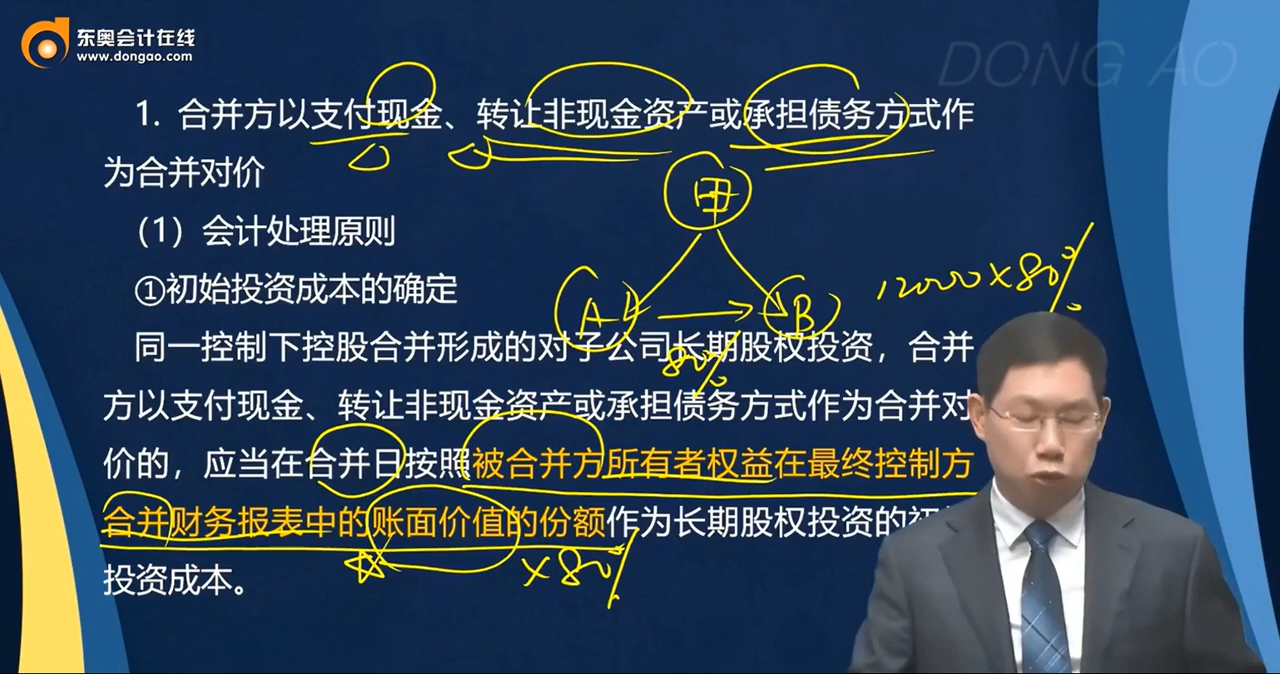 东奥会计在线
www.dongao.com
DONG AO
1. 合并方以支付现金、转让非现金资产或承担债务方式作
为合并对价
甲
（1）会计处理原则
①初始投资成本的确定
A
B
12000×80%
同一控制下控股合并形成的对子公司长期股权投资，合并
80%
方以支付现金、转让非现金资产或承担债务方式作为合并对
价的，应当在合并日按照被合并方所有者权益在最终控制方
合并财务报表中的账面价值的份额作为长期股权投资的初
×80%
投资成本。